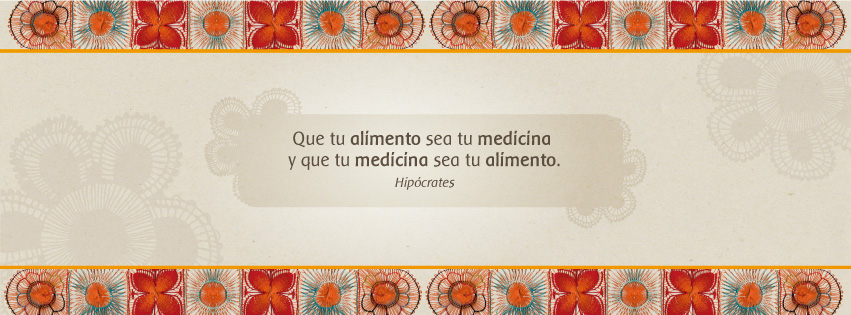 Que tu alimento sea tu medicina
y que tu medicina sea tu alimento.
Hipócrates